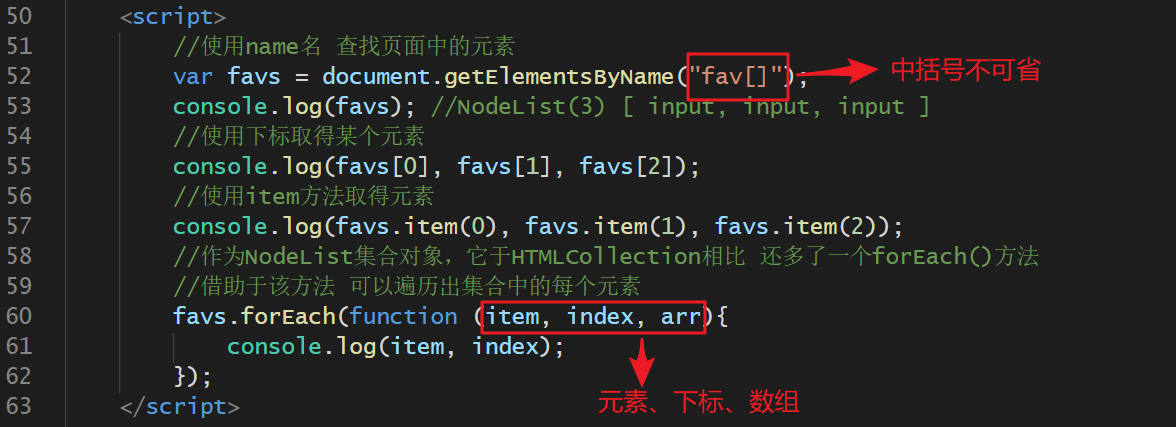 50 <script>
51 //使用name名 查找页面中的元素
52 var favs = document.getElementsByName("fav[]"); 中括号不可省
53 console.log(favs); //NodeList(3) [ input, input, input ]
54 //使用下标取得某个元素
55 console.log(favs[0], favs[1], favs[2]);
56 //使用item方法取得元素
57 console.log(favs.item(0), favs.item(1), favs.item(2));
58 //作为NodeList集合对象，它于HTMLCollection相比 还多了一个forEach()方法
59 //借助于该方法 可以遍历出集合中的每个元素
60 favs.forEach(function (item, index, arr){
61 console.log(item, index);
62 });
元素、下标、数组
63 </script>